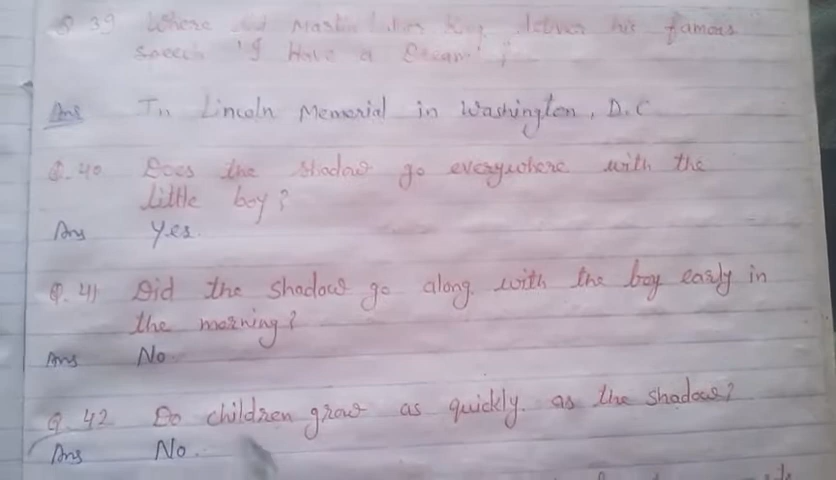 Q. 39 Where did Martin Luther King deliver his famous
speech 'I Have a Dream'?
Ans In Lincoln Memorial in Washington, D.C
Q. 40 Does the shadow go everywhere with the
little boy?
Ans Yes.
Q. 41 Did the shadow go along with the boy early in
the morning?
Ans No.
Q. 42 Do children grow as quickly as the shadow?
Ans No.